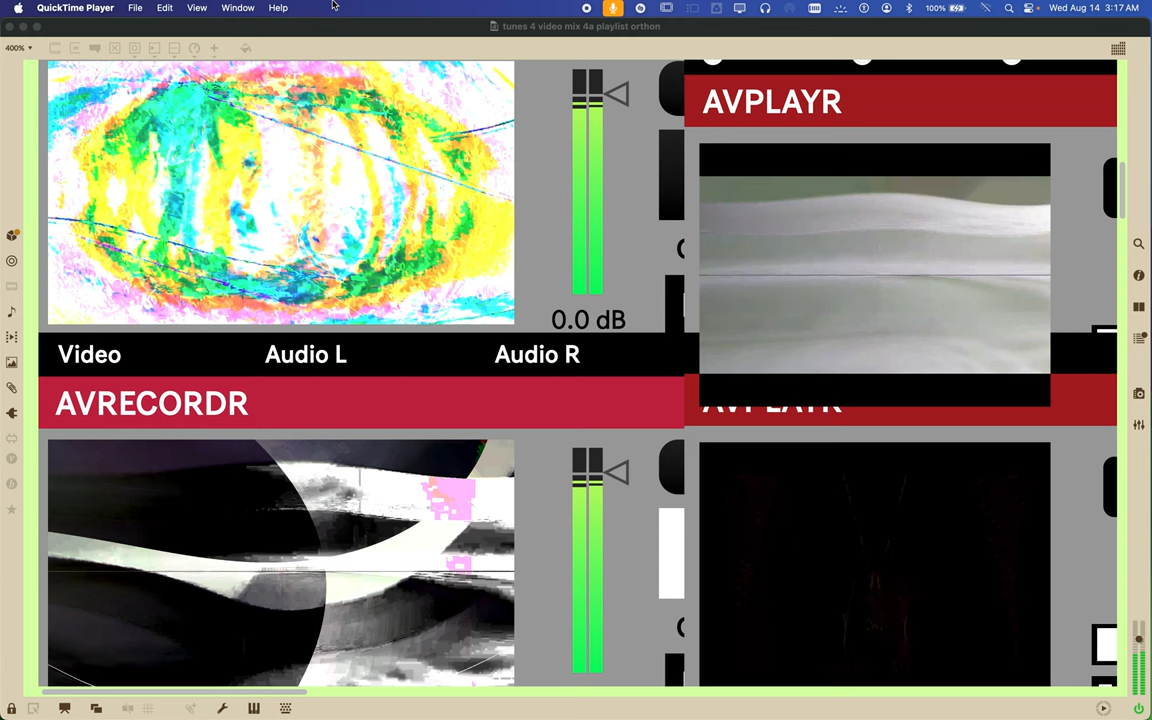 QuickTime Player File Edit View Window Help 100% Wed Aug 14 3:17 AM
tunes 4 video mix 4a playlist orthon
400%
AVPLAYR
0.0 dB
Video Audio L Audio R
AVRECORDR
AVPLAYR